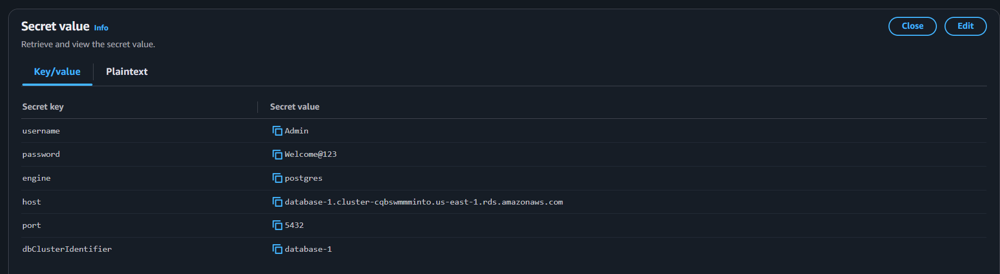 Secret value Info
Close Edit
Retrieve and view the secret value.
Key/value Plaintext
Secret key Secret value
username Admin
password Welcome@123
engine postgres
host database-1.cluster-cqbswmmminto.us-east-1.rds.amazonaws.com
port 5432
dbClusterIdentifier database-1